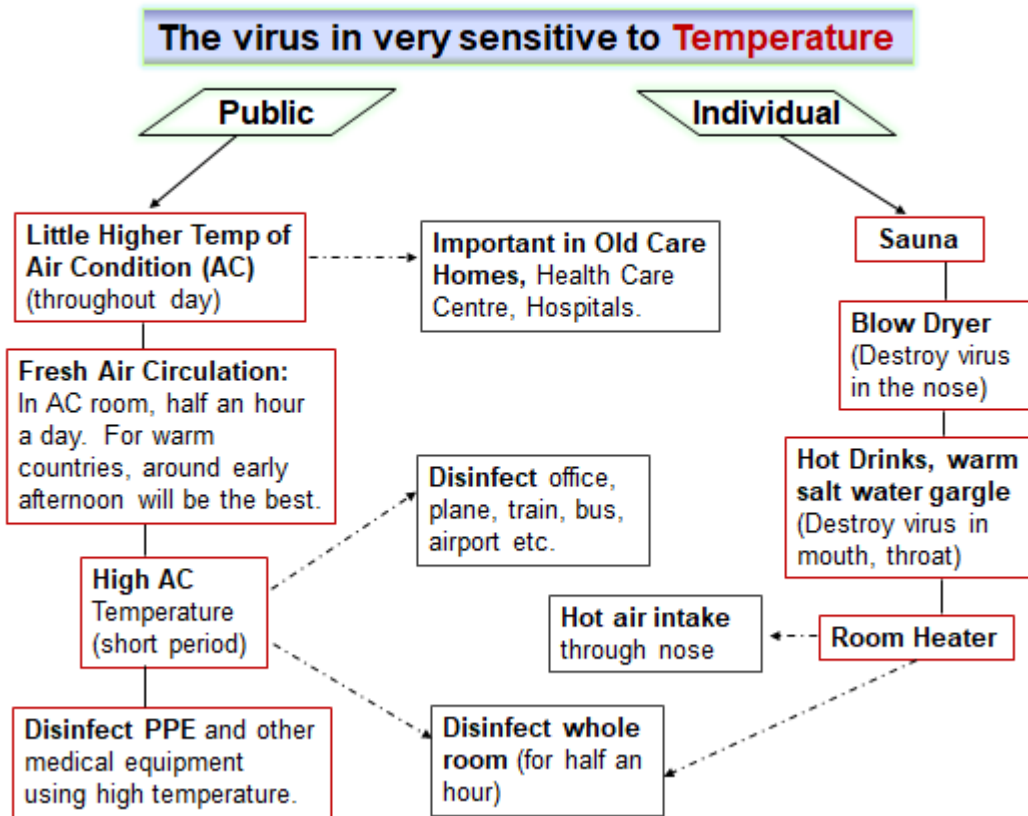 The virus in very sensitive to Temperature
Public
Individual
Little Higher Temp of
Air Condition (AC)
(throughout day)
Important in Old Care
Homes, Health Care
Centre, Hospitals.
Sauna
Blow Dryer
(Destroy virus
in the nose)
Fresh Air Circulation:
In AC room, half an hour
a day. For warm
countries, around early
afternoon will be the best.
Hot Drinks, warm
salt water gargle
(Destroy virus in
mouth, throat)
Disinfect office,
plane, train, bus,
airport etc.
High AC
Temperature
(short period)
Hot air intake
through nose
Room Heater
Disinfect PPE and other
medical equipment
using high temperature.
Disinfect whole
room (for half an
hour)